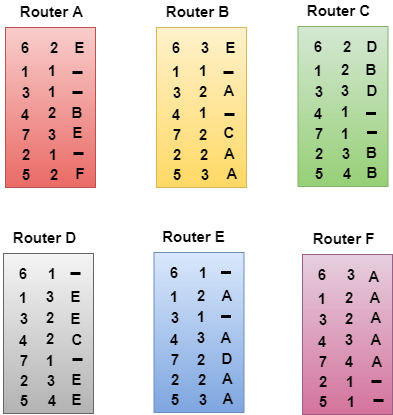 Router A
6 2 E
1 1 –
3 1 –
4 2 B
7 3 E
2 1 –
5 2 F
Router B
6 3 E
1 1 –
3 2 A
4 1 –
7 2 C
2 2 A
5 3 A
Router C
6 2 D
1 2 B
3 3 D
4 1 –
7 1 –
2 3 B
5 4 B
Router D
6 1 –
1 3 E
3 2 E
4 2 C
7 1 –
2 3 E
5 4 E
Router E
6 1 –
1 2 A
3 1 –
4 3 A
7 2 D
2 2 A
5 3 A
Router F
6 3 A
1 2 A
3 2 A
4 3 A
7 4 A
2 1 –
5 1 –